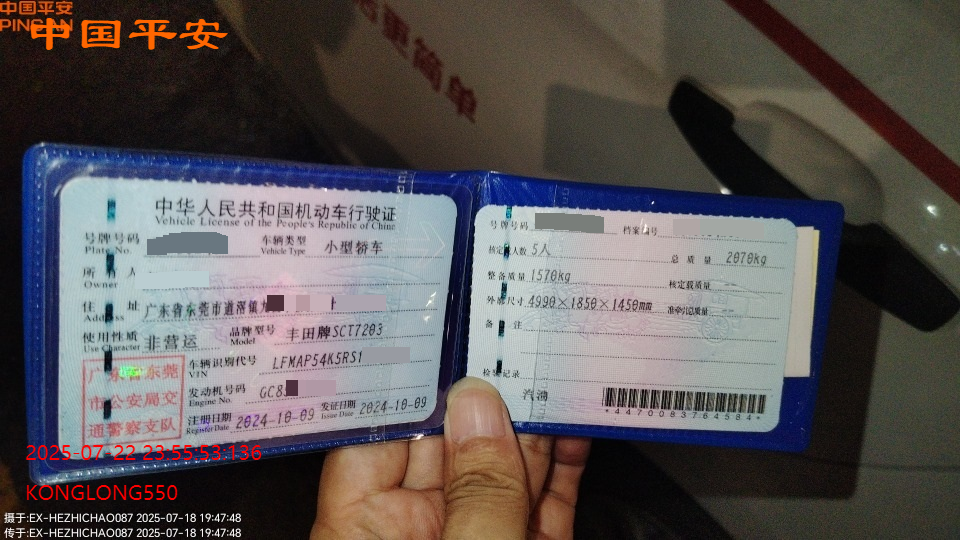 中国平安
PINGAN
中国平安
活更简单
中华人民共和国机动车行驶证
Vehicle License of the People's Republic of China
号牌号码
Plate No.
车辆类型 小型轿车
Vehicle Type
所有人
Owner
住址 广东省东莞市道滘镇
Address
使用性质 非营运
Use Character
品牌型号 丰田牌SCT7203
Model
车辆识别代号 LFMAP54K5RS1
VIN
发动机号码 GC8
Engine No.
注册日期 2024-10-09 发证日期 2024-10-09
Register Date Issue Date
广东省东莞
市公安局交
通警察支队
号牌号码 档案编号
核定载人数 5人 总质量 2070kg
整备质量 1570kg 核定载质量 --
外廓尺寸 4990×1850×1450mm 准牵引总质量 --
备注
检验记录
汽油
*4470083764584*
2025-07-22 23:55:53:136
KONGLONG550
摄于:EX-HEZHICHAO087 2025-07-18 19:47:48
传于:EX-HEZHICHAO087 2025-07-18 19:47:48